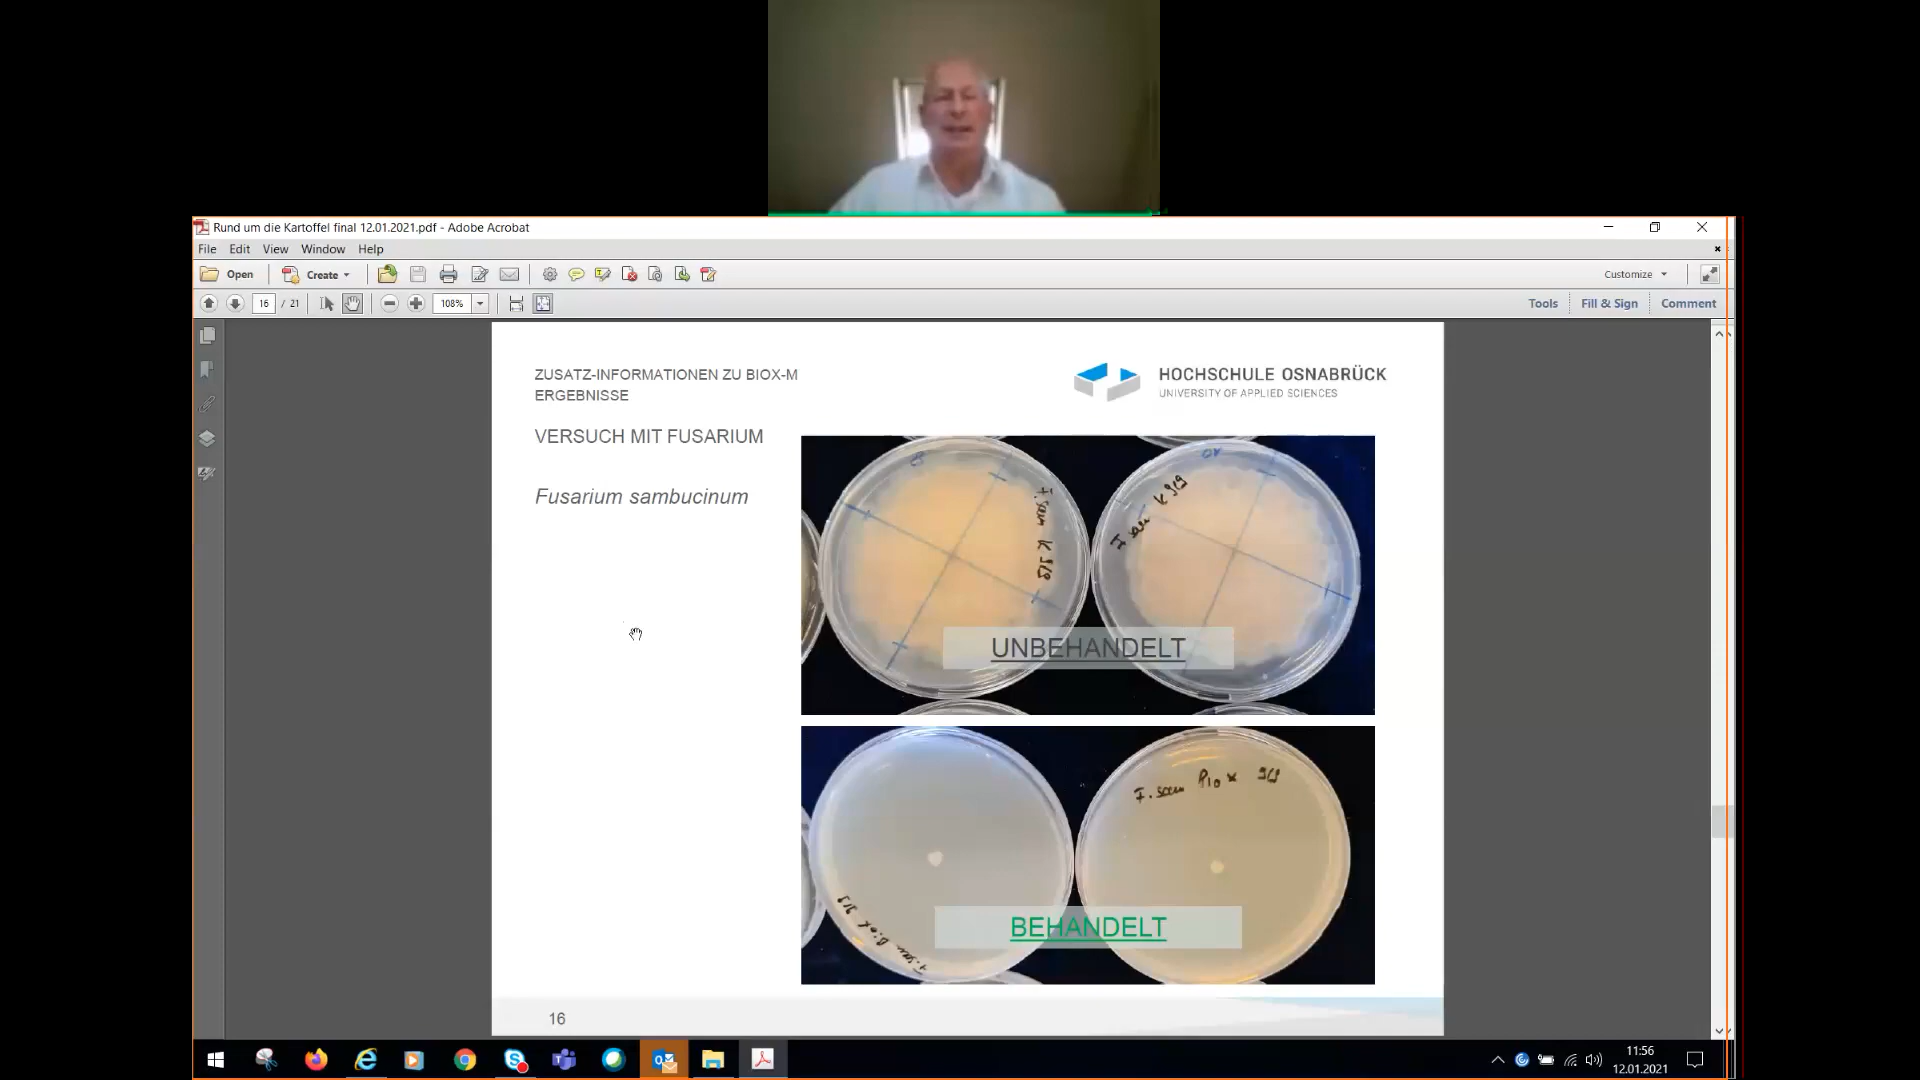 Rund um die Kartoffel final 12.01.2021.pdf - Adobe Acrobat
File Edit View Window Help
Open Create Customize
16 / 21 108% Tools Fill & Sign Comment
ZUSATZ-INFORMATIONEN ZU BIOX-M
ERGEBNISSE
HOCHSCHULE OSNABRÜCK
UNIVERSITY OF APPLIED SCIENCES
VERSUCH MIT FUSARIUM
Fusarium sambucinum
UNBEHANDELT
BEHANDELT
16
11:56
12.01.2021